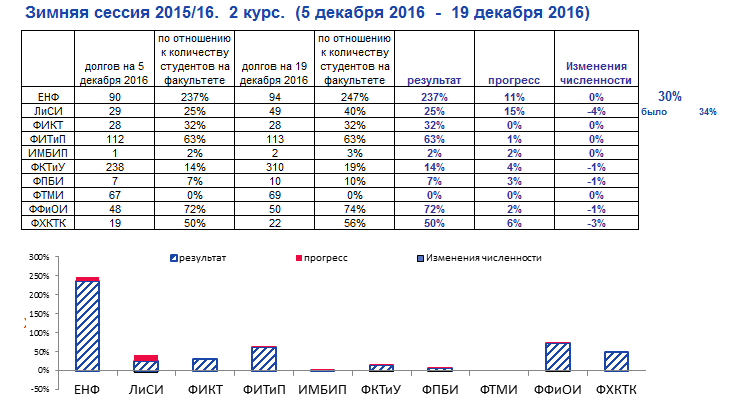 Зимняя сессия 2015/16. 2 курс. (5 декабря 2016 - 19 декабря 2016)
долгов на 5 декабря 2016 по отношению к количеству студентов на факультете долгов на 19 декабря 2016 по отношению к количеству студентов на факультете результат прогресс Изменения численности
ЕНФ 90 237% 94 247% 237% 11% 0% 30%
ЛиСИ 29 25% 49 40% 25% 15% -4% было 34%
ФИКТ 28 32% 28 32% 32% 0% 0%
ФИТиП 112 63% 113 63% 63% 1% 0%
ИМБИП 1 2% 2 3% 2% 2% 0%
ФКТиУ 238 14% 310 19% 14% 4% -1%
ФПБИ 7 7% 10 10% 7% 3% -1%
ФТМИ 67 0% 69 0% 0% 0% 0%
ФФиОИ 48 72% 50 74% 72% 2% -1%
ФХКТК 19 50% 22 56% 50% 6% -3%
результат прогресс Изменения численности
300%
250%
200%
150%
100%
50%
0%
-50%
ЕНФ ЛиСИ ФИКТ ФИТиП ИМБИП ФКТиУ ФПБИ ФТМИ ФФиОИ ФХКТК